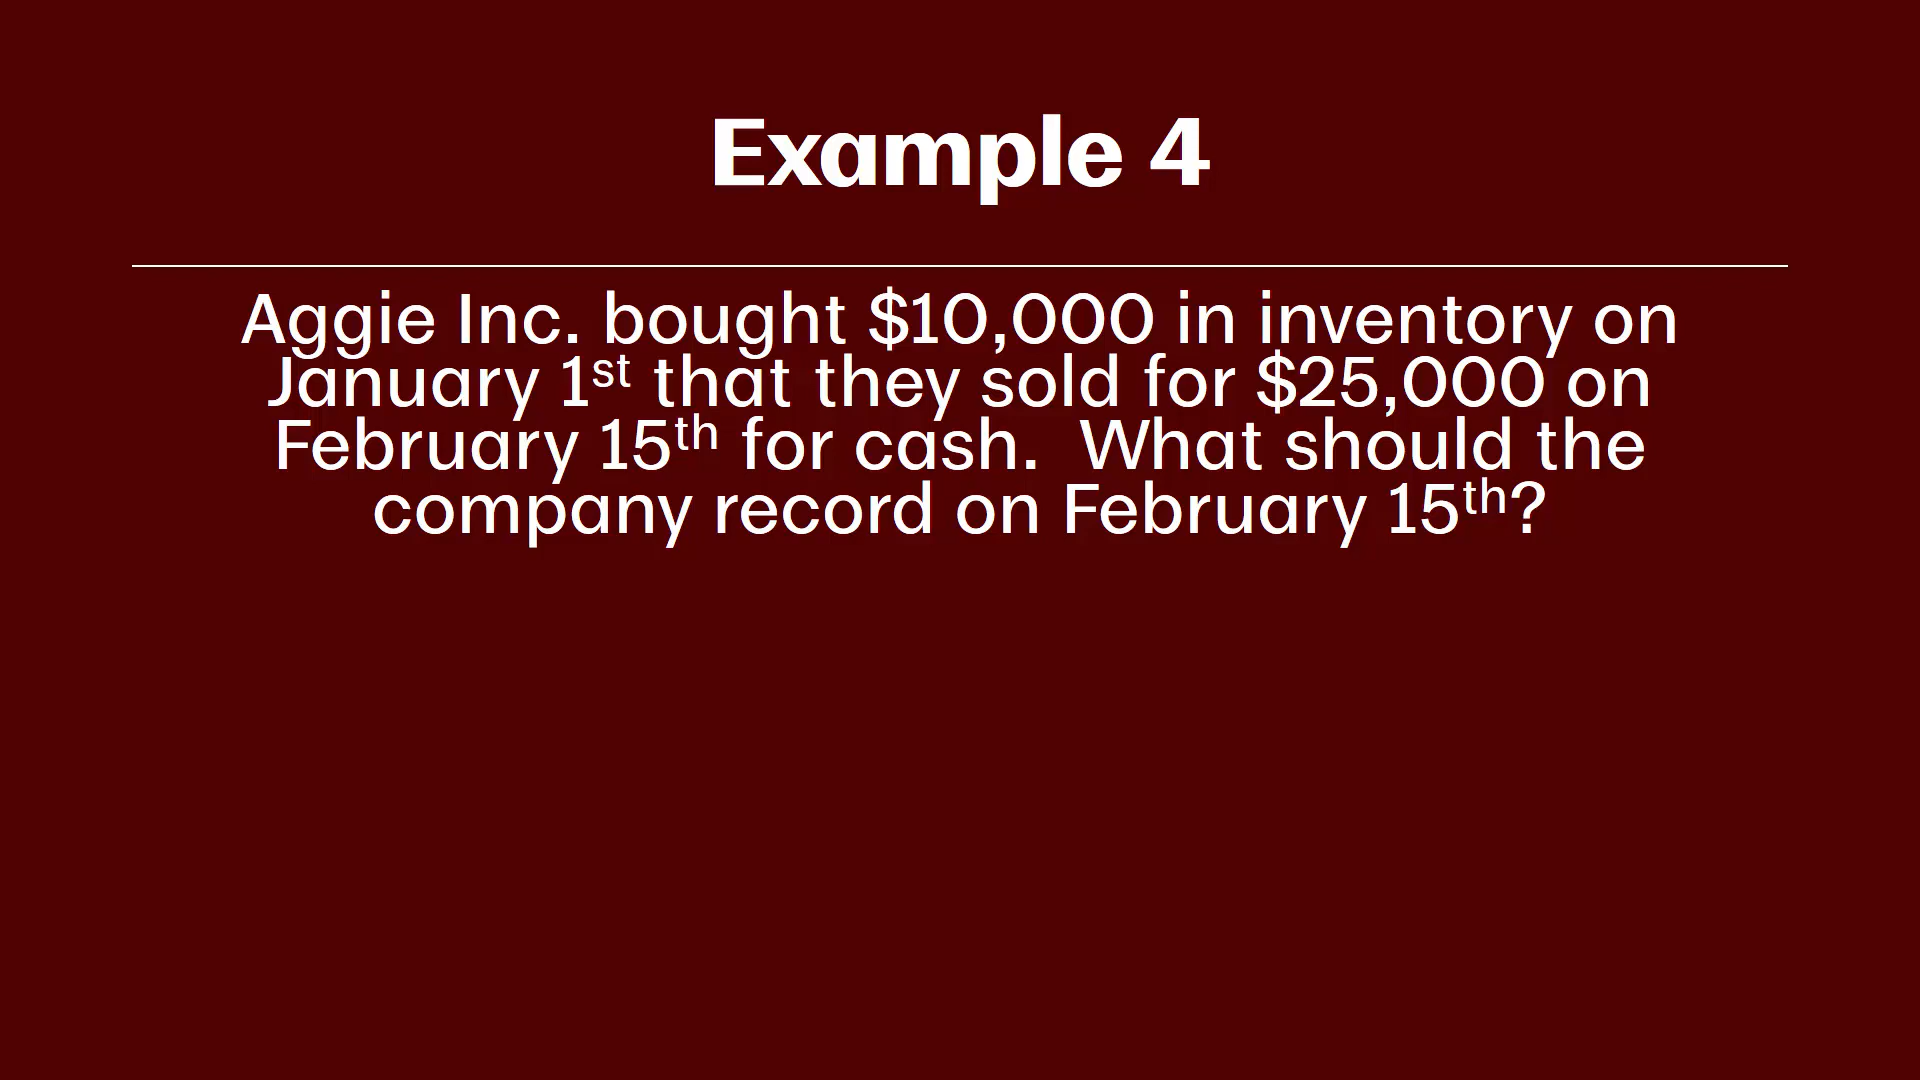 Example 4
Aggie Inc. bought $10,000 in inventory on
January 1st that they sold for $25,000 on
February 15th for cash.  What should the
company record on February 15th?